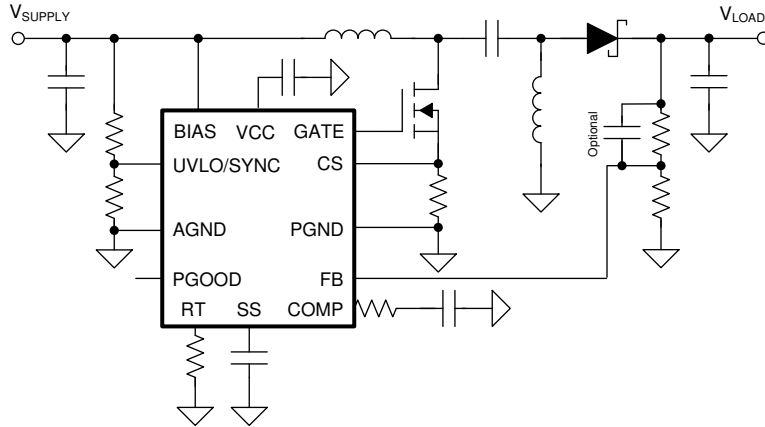 VSUPPLY
VLOAD
BIAS
VCC
GATE
UVLO/SYNC
CS
Optional
AGND
PGND
PGOOD
FB
RT
SS
COMP